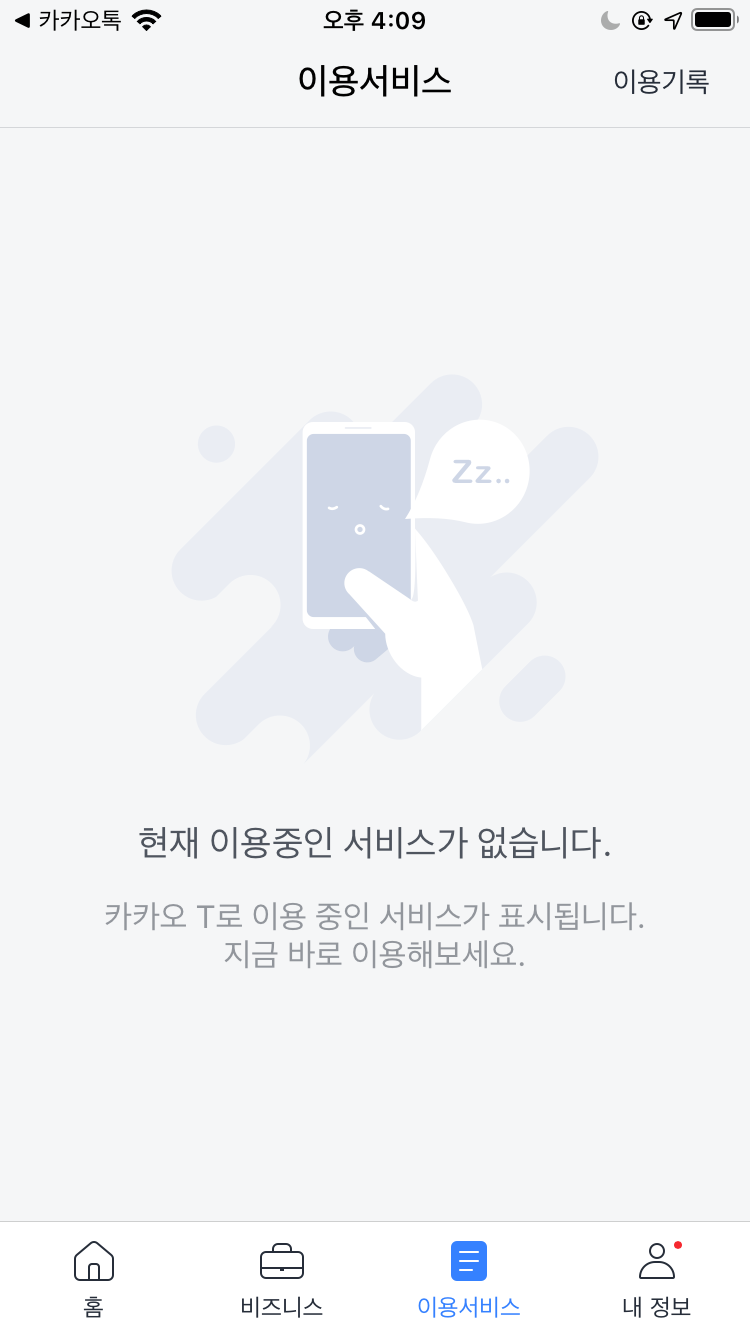 카카오톡
오후 4:09
이용서비스
이용기록
Zz..
현재 이용중인 서비스가 없습니다.
카카오 T로 이용 중인 서비스가 표시됩니다.
지금 바로 이용해보세요.
홈
비즈니스
이용서비스
내 정보